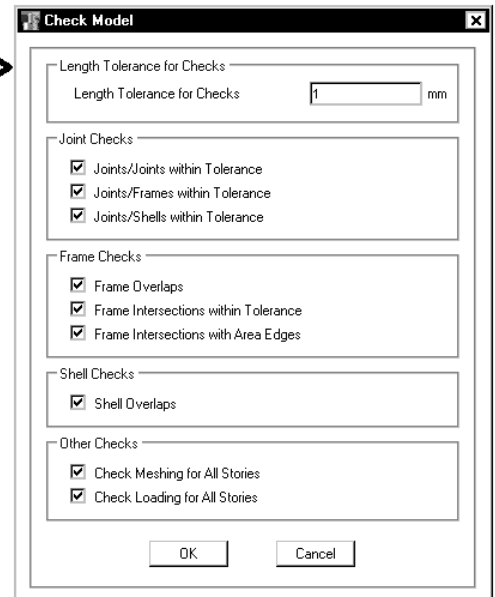 Check Model
Length Tolerance for Checks
Length Tolerance for Checks 1 mm
Joint Checks
Joints/Joints within Tolerance
Joints/Frames within Tolerance
Joints/Shells within Tolerance
Frame Checks
Frame Overlaps
Frame Intersections within Tolerance
Frame Intersections with Area Edges
Shell Checks
Shell Overlaps
Other Checks
Check Meshing for All Stories
Check Loading for All Stories
OK Cancel